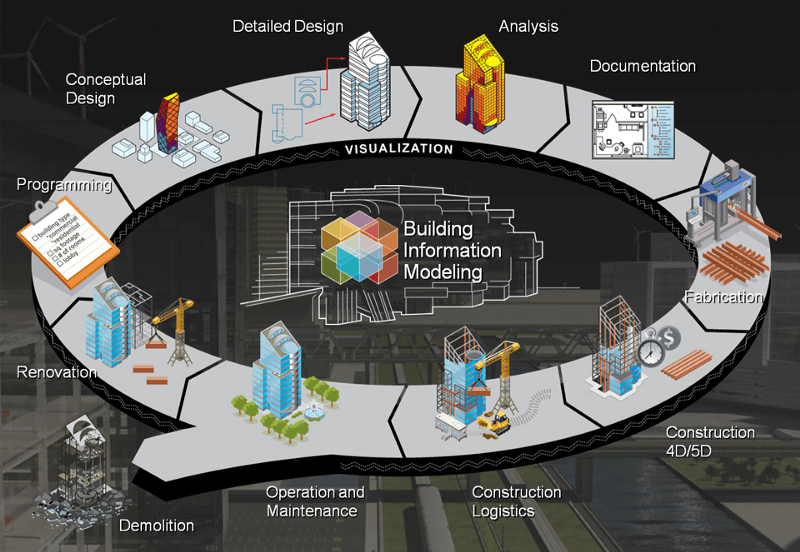 Detailed Design
Analysis
Documentation
Conceptual
Design
VISUALIZATION
Programming
building type
*commercial
*residential
sq footage
# of rooms
lobby
Building
Information
Modeling
Fabrication
Renovation
$
Construction
4D/5D
Operation and
Maintenance
Construction
Logistics
Demolition